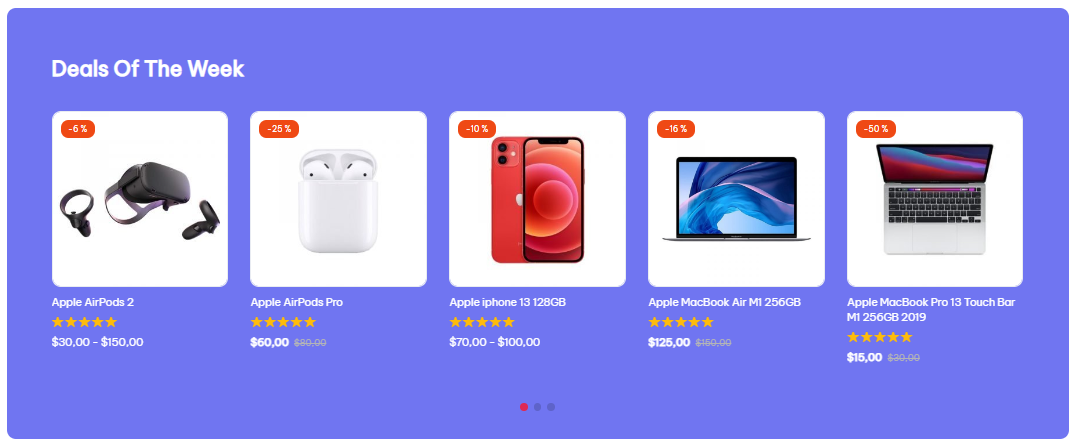 Deals Of The Week
-6 %
-25 %
-10 %
-16 %
-50 %
Apple AirPods 2
$30,00 – $150,00
Apple AirPods Pro
$60,00 $80,00
Apple iphone 13 128GB
$70,00 – $100,00
Apple MacBook Air M1 256GB
$125,00 $150,00
Apple MacBook Pro 13 Touch Bar
M1 256GB 2019
$15,00 $30,00